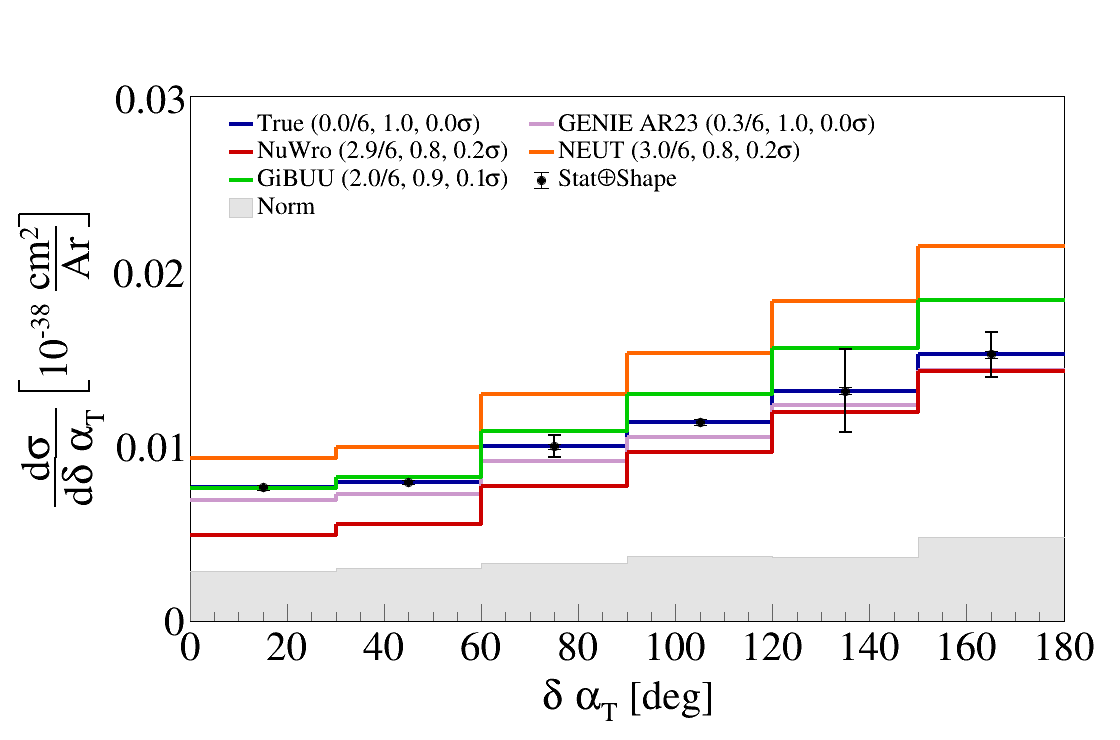 0.03
0.02
0.01
0
True (0.0/6, 1.0, 0.0σ)
GENIE AR23 (0.3/6, 1.0, 0.0σ)
NuWro (2.9/6, 0.8, 0.2σ)
NEUT (3.0/6, 0.8, 0.2σ)
GiBUU (2.0/6, 0.9, 0.1σ)
Stat⊕Shape
Norm
dσ/dδ α_T [10^-38 cm^2/Ar]
0 20 40 60 80 100 120 140 160 180
δ α_T [deg]